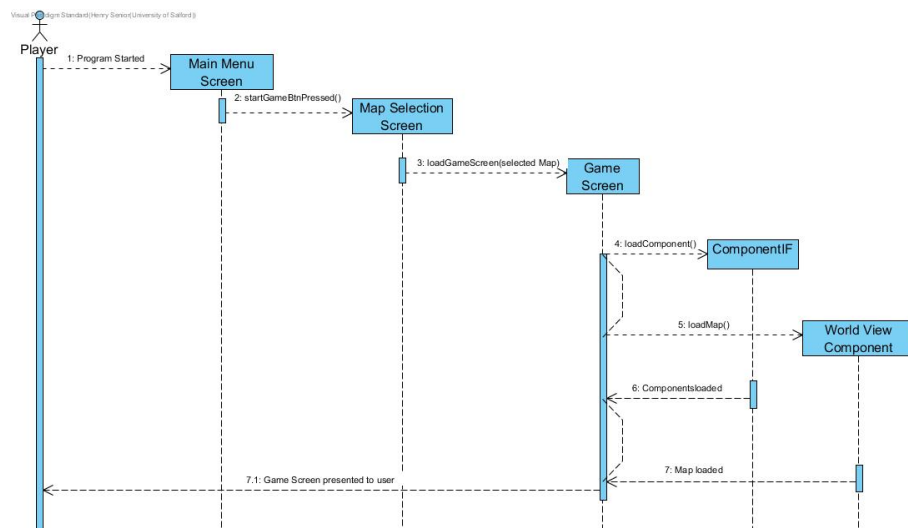 Visual Paradigm Standard(Henry Senior(University of Salford))
Player
1: Program Started
Main Menu
Screen
2: startGameBtnPressed()
Map Selection
Screen
3: loadGameScreen(selected Map)
Game
Screen
4: loadComponent()
ComponentIF
5: loadMap()
World View
Component
6: Componentsloaded
7: Map loaded
7.1: Game Screen presented to user